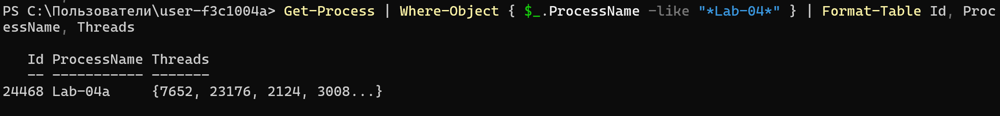 PS C:\Пользователи\user-f3c1004a> Get-Process | Where-Object { $_.ProcessName -like "*Lab-04*" } | Format-Table Id, Proc
essName, Threads
   Id ProcessName Threads
   -- ----------- -------
24468 Lab-04a     {7652, 23176, 2124, 3008...}